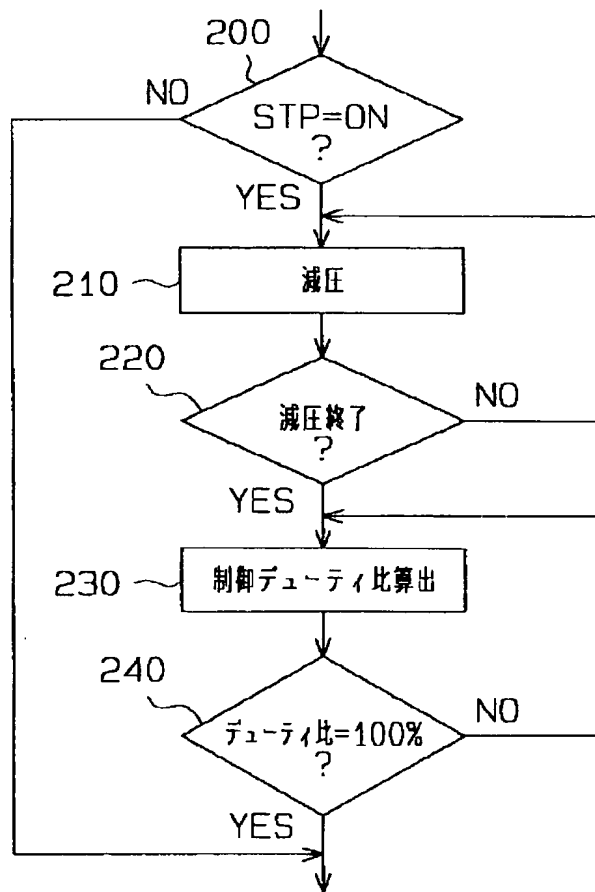 200
NO
STP=ON
?
YES
210
減圧
220
NO
減圧終了
?
YES
230
制御デューティ比算出
240
NO
デューティ比=100%
?
YES